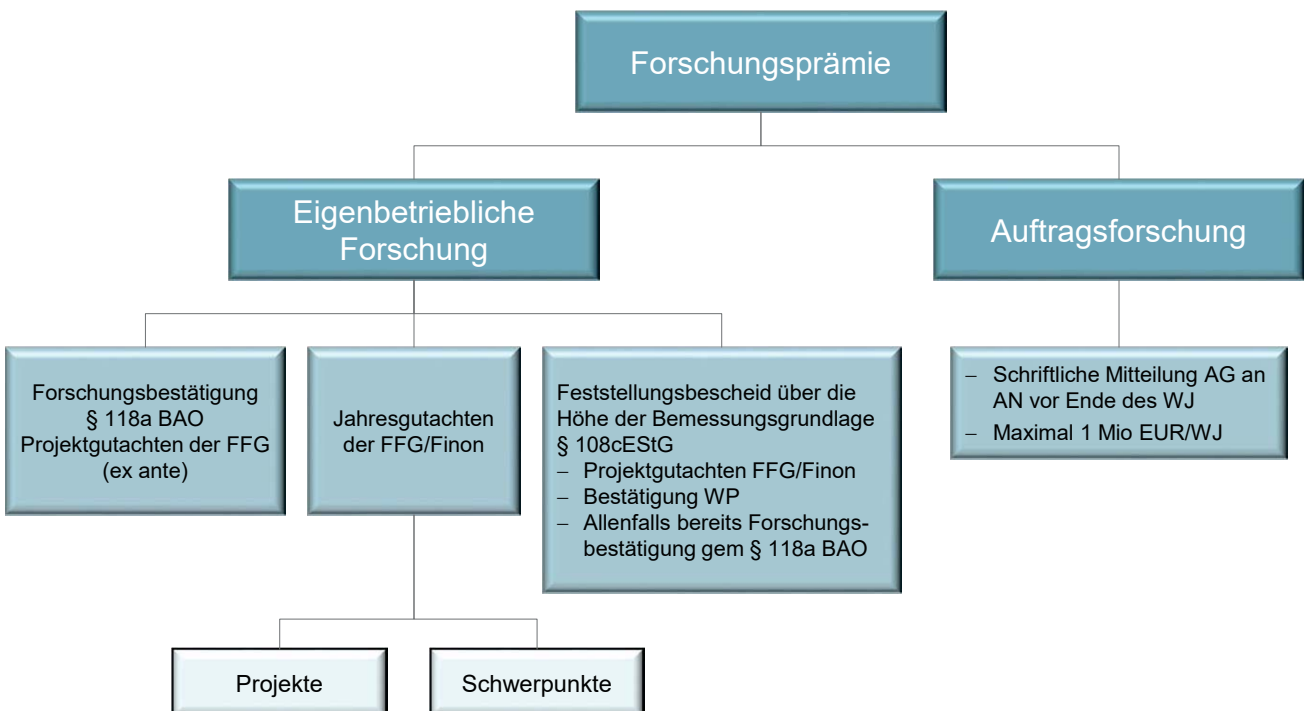 Forschungsprämie
Eigenbetriebliche
Forschung
Auftragsforschung
Forschungsbestätigung
§ 118a BAO
Projektgutachten der FFG
(ex ante)
Jahresgutachten
der FFG/Finon
Feststellungsbescheid über die
Höhe der Bemessungsgrundlage
§ 108cEStG
– Projektgutachten FFG/Finon
– Bestätigung WP
– Allenfalls bereits Forschungs-
bestätigung gem § 118a BAO
– Schriftliche Mitteilung AG an
AN vor Ende des WJ
– Maximal 1 Mio EUR/WJ
Projekte
Schwerpunkte